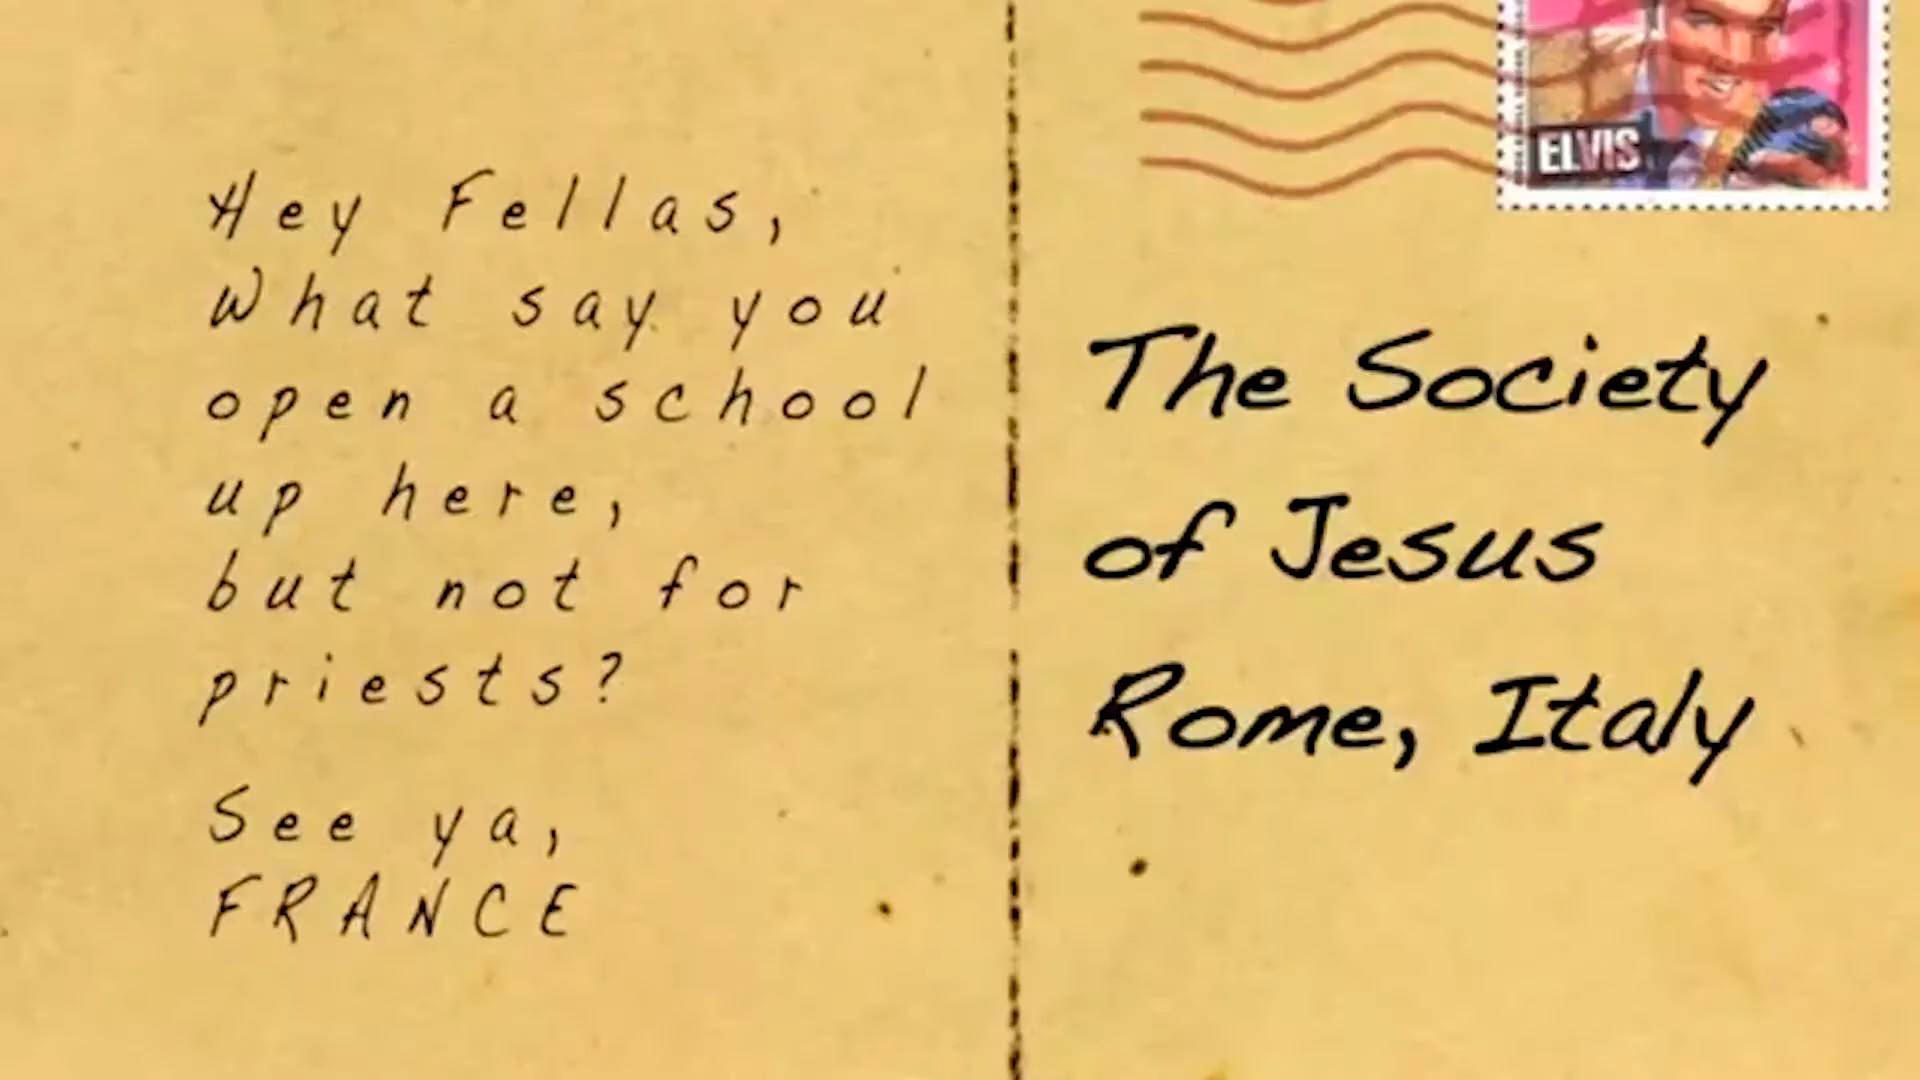 Hey Fellas,
What say you
open a school
up here,
but not for
priests?
See ya,
FRANCE
ELVIS
The Society
of Jesus
Rome, Italy